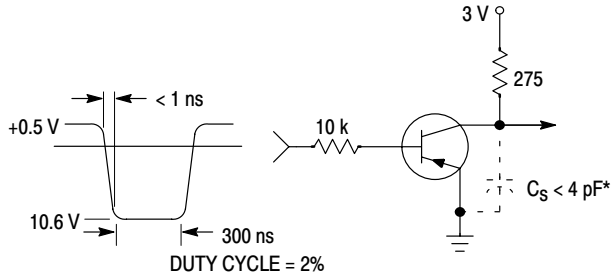 3 V
275
< 1 ns
+0.5 V
10 k
C_S < 4 pF*
10.6 V
300 ns
DUTY CYCLE = 2%